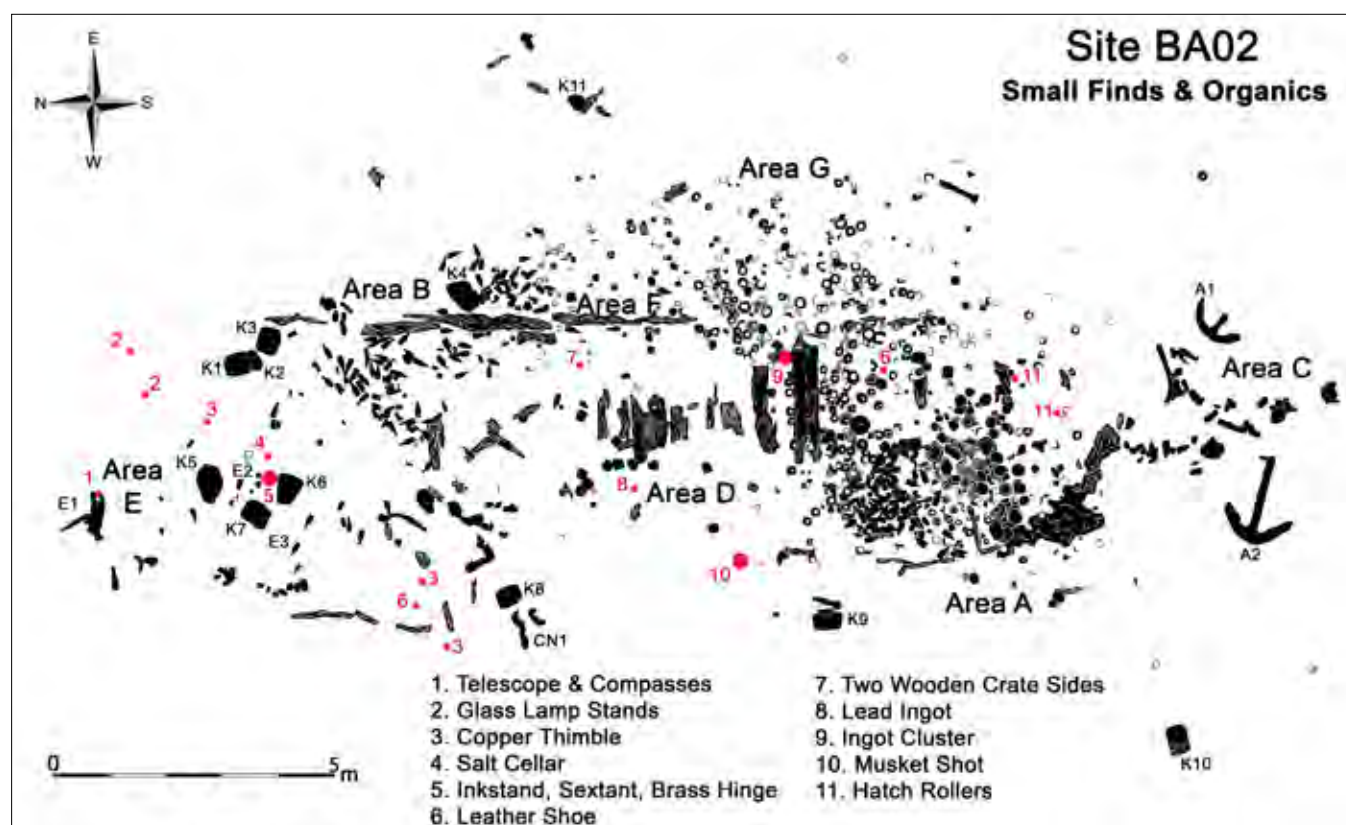 Site BA02
Small Finds & Organics
E
N
S
W
K11
Area G
Area B
K4
Area F
A1
K3
K1
K2
2
2
7
9
6
11
11
Area C
3
4
K5
E2
5
K6
1
Area
E
E1
K7
E3
8
Area D
A2
10
3
6
3
K8
CN1
K9
Area A
K10
0
5
m
1. Telescope & Compasses
2. Glass Lamp Stands
3. Copper Thimble
4. Salt Cellar
5. Inkstand, Sextant, Brass Hinge
6. Leather Shoe
7. Two Wooden Crate Sides
8. Lead Ingot
9. Ingot Cluster
10. Musket Shot
11. Hatch Rollers